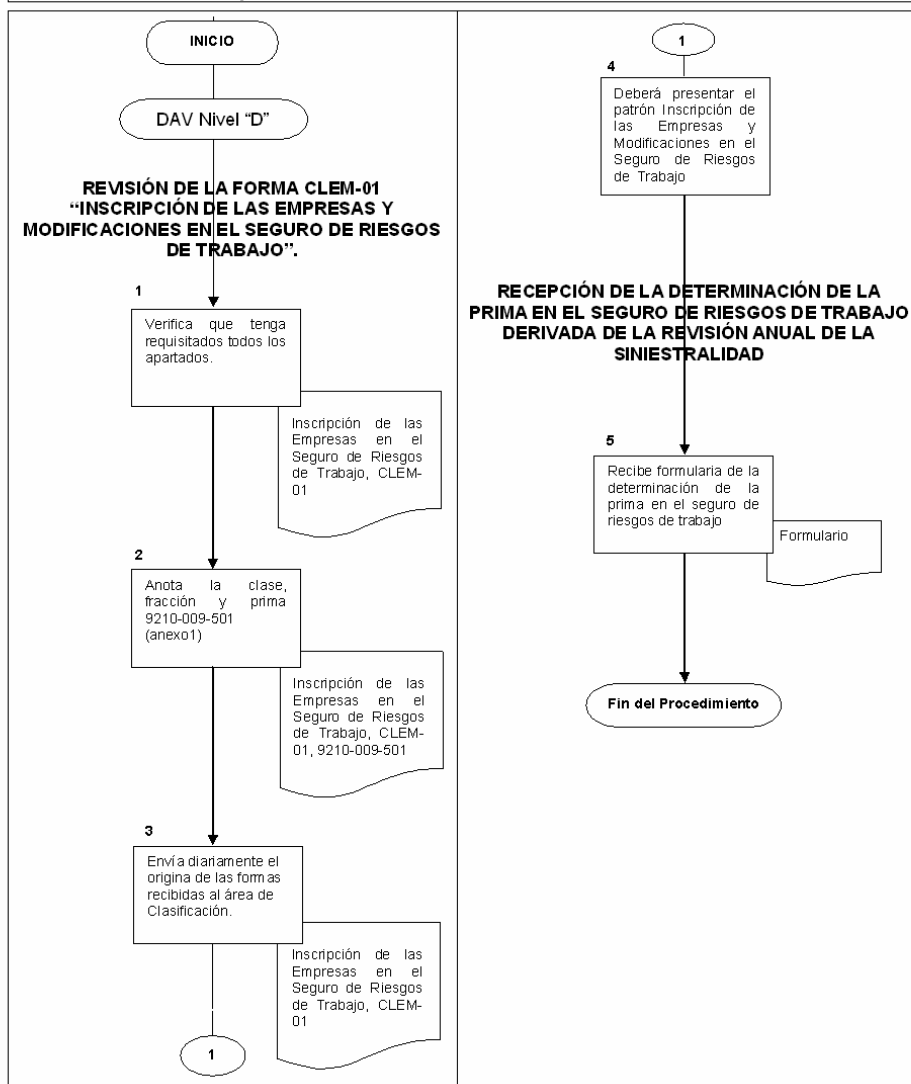 INICIO
DAV Nivel “D”
REVISIÓN DE LA FORMA CLEM-01
“INSCRIPCIÓN DE LAS EMPRESAS Y
MODIFICACIONES EN EL SEGURO DE RIESGOS
DE TRABAJO”.
1
Verifica que tenga
requisitados todos los
apartados.
Inscripción de las
Empresas en el
Seguro de Riesgos
de Trabajo, CLEM-
01
2
Anota la clase,
fracción y prima
9210-009-501
(anexo1)
Inscripción de las
Empresas en el
Seguro de Riesgos
de Trabajo, CLEM-
01, 9210-009-501
3
Envía diariamente el
origina de las formas
recibidas al área de
Clasificación.
Inscripción de las
Empresas en el
Seguro de Riesgos
de Trabajo, CLEM-
01
1
1
4
Deberá presentar el
patrón Inscripción de
las Empresas y
Modificaciones en el
Seguro de Riesgos
de Trabajo
RECEPCIÓN DE LA DETERMINACIÓN DE LA
PRIMA EN EL SEGURO DE RIESGOS DE TRABAJO
DERIVADA DE LA REVISIÓN ANUAL DE LA
SINIESTRALIDAD
5
Recibe formularia de la
determinación de la
prima en el seguro de
riesgos de trabajo
Formulario
Fin del Procedimiento